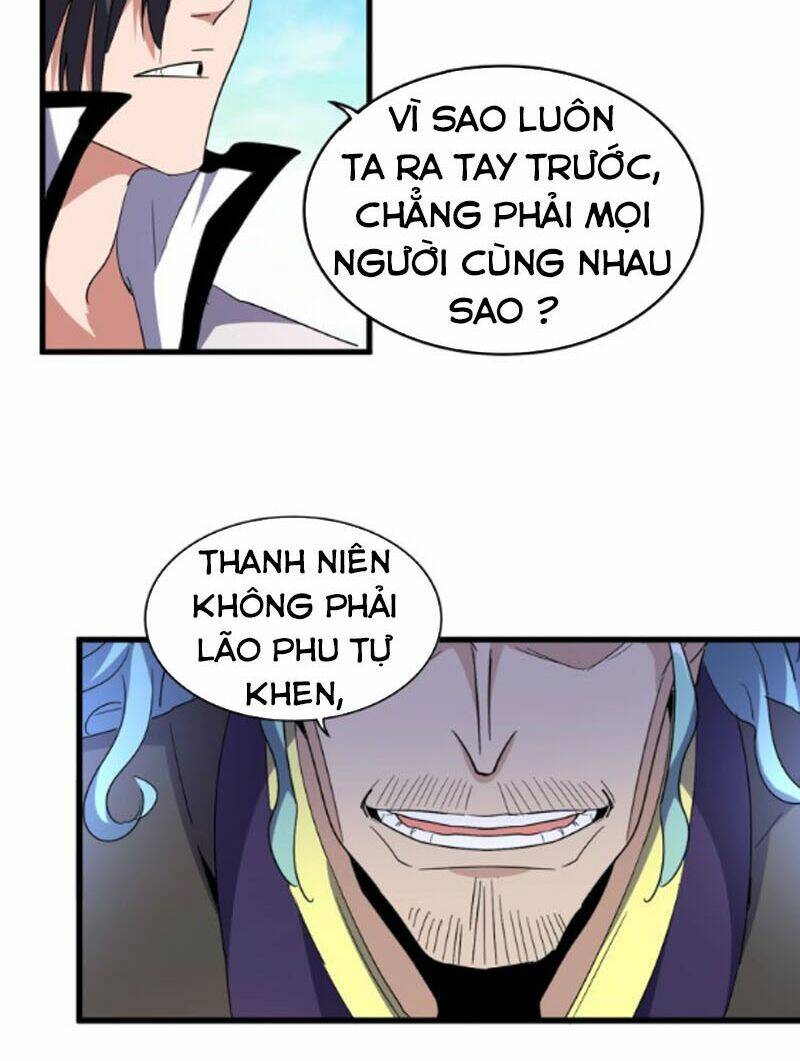 VÌ SAO LUÔN
TA RA TAY TRƯỚC,
CHẲNG PHẢI MỌI
NGƯỜI CÙNG NHAU
SAO ?
THANH NIÊN
KHÔNG PHẢI
LÃO PHU TỰ
KHEN,